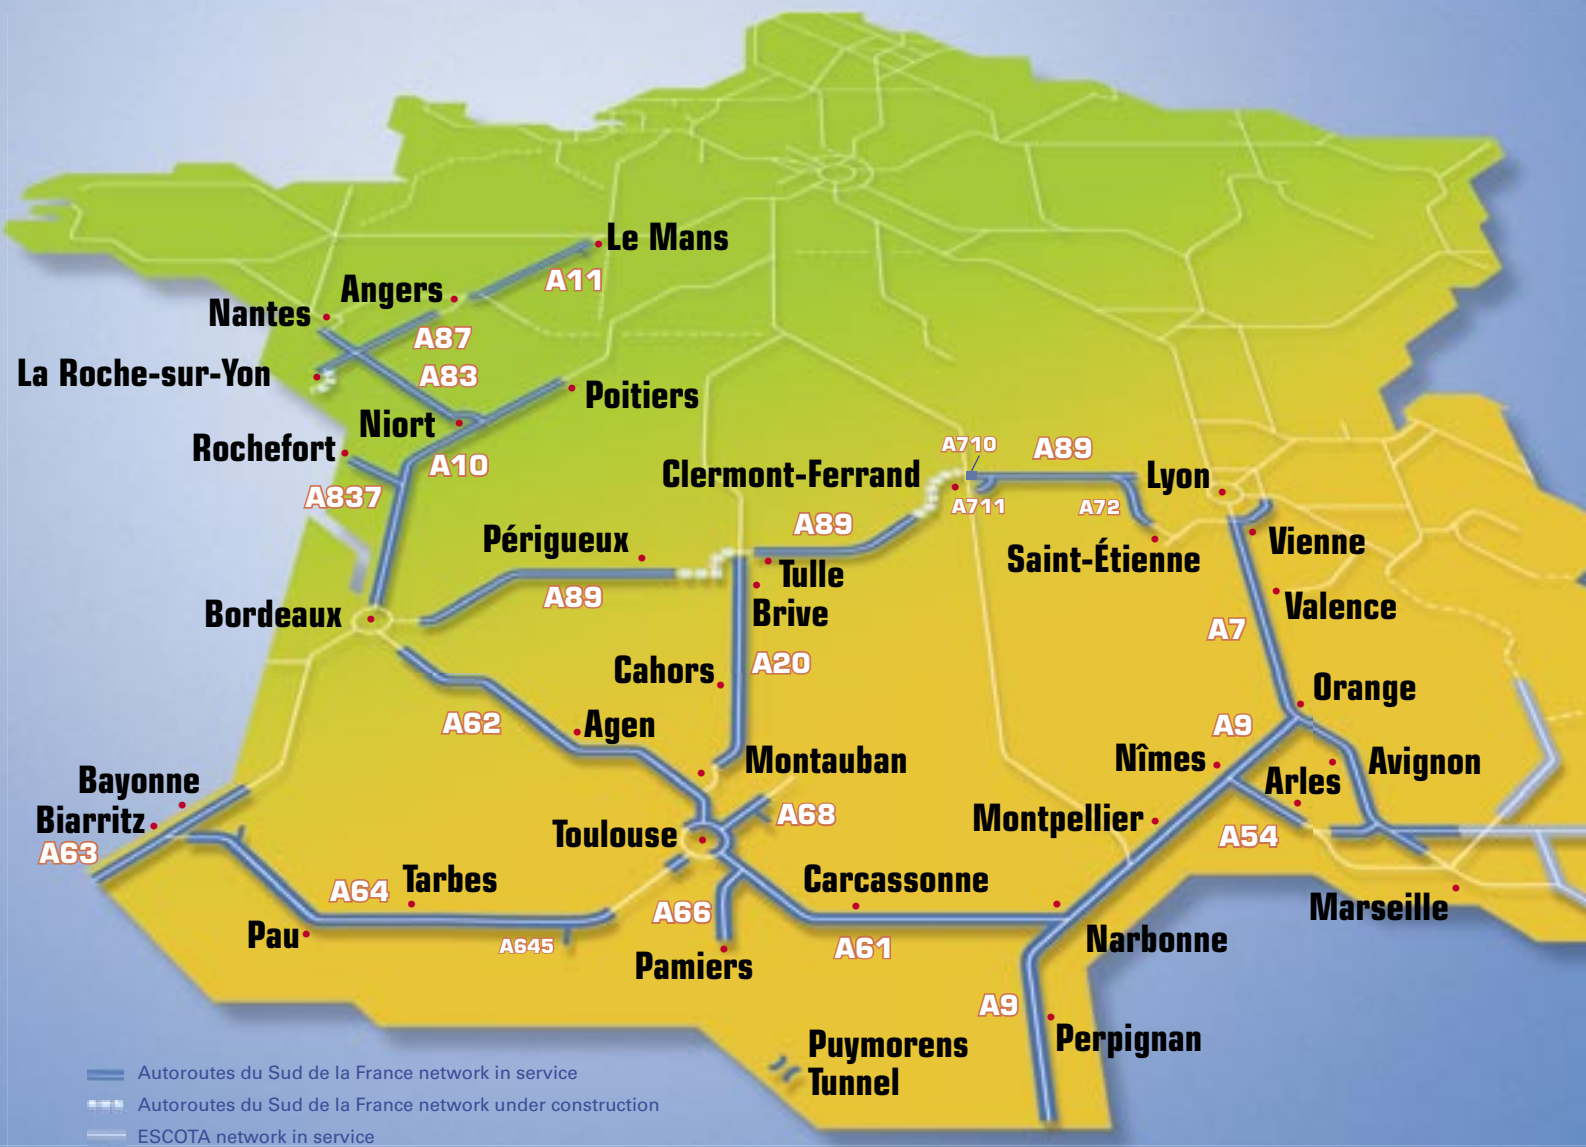 Le Mans
A11
Angers
Nantes
A87
La Roche-sur-Yon
A83
Poitiers
Niort
Rochefort
A10
A837
A710
A89
Clermont-Ferrand
Lyon
A711
A72
A89
Périgueux
Saint-Étienne
Vienne
Tulle
A89
Brive
Valence
Bordeaux
A7
Cahors
A20
Orange
A62
Agen
A9
Montauban
Nîmes
Avignon
Arles
Bayonne
Biarritz
A63
A68
Toulouse
Montpellier
A54
A64
Tarbes
Carcassonne
A66
Marseille
Pau
A645
A61
Narbonne
Pamiers
A9
Perpignan
Puymorens
Tunnel
Autoroutes du Sud de la France network in service
Autoroutes du Sud de la France network under construction
ESCOTA network in service